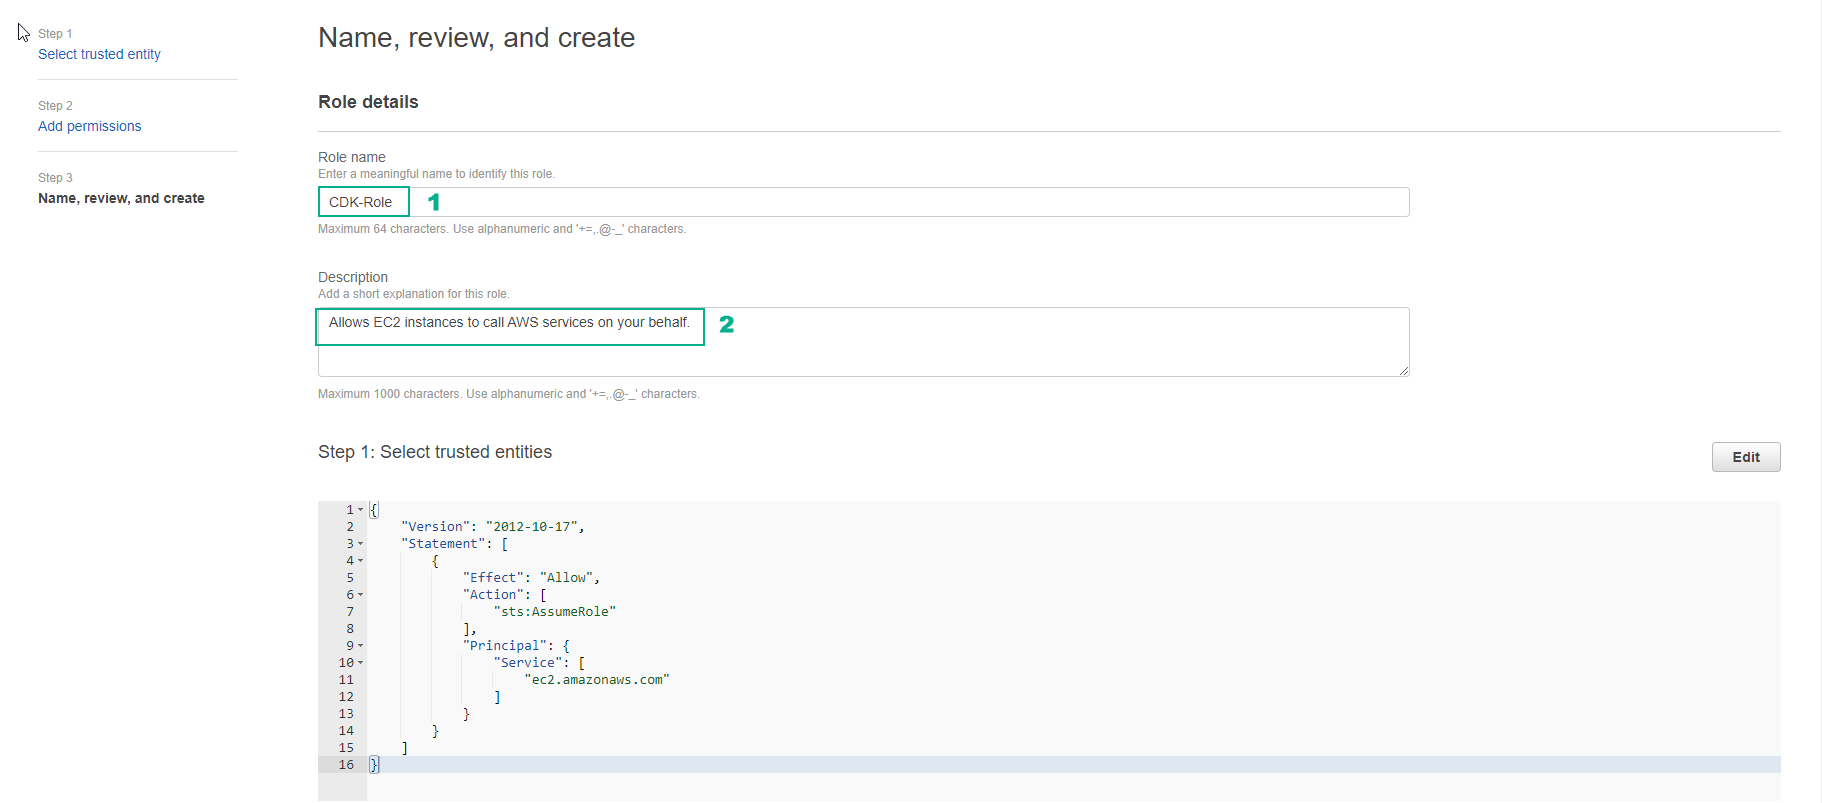 Step 1
Select trusted entity
Step 2
Add permissions
Step 3
Name, review, and create
Name, review, and create
Role details
Role name
Enter a meaningful name to identify this role.
CDK-Role 1
Maximum 64 characters. Use alphanumeric and '+=,.@-_' characters.
Description
Add a short explanation for this role.
Allows EC2 instances to call AWS services on your behalf. 2
Maximum 1000 characters. Use alphanumeric and '+=,.@-_' characters.
Step 1: Select trusted entities
Edit
1 {
2 "Version": "2012-10-17",
3 "Statement": [
4 {
5 "Effect": "Allow",
6 "Action": [
7 "sts:AssumeRole"
8 ],
9 "Principal": {
10 "Service": [
11 "ec2.amazonaws.com"
12 ]
13 }
14 }
15 ]
16 }